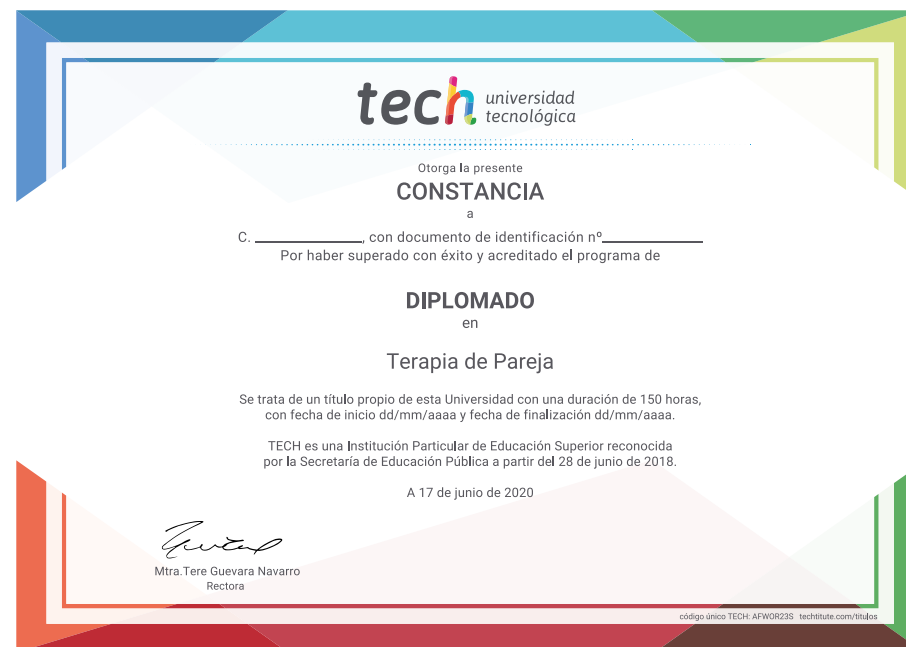 tech universidad
tecnológica
Otorga la presente
CONSTANCIA
a
C. ____________, con documento de identificación nº____________
Por haber superado con éxito y acreditado el programa de
DIPLOMADO
en
Terapia de Pareja
Se trata de un título propio de esta Universidad con una duración de 150 horas,
con fecha de inicio dd/mm/aaaa y fecha de finalización dd/mm/aaaa.
TECH es una Institución Particular de Educación Superior reconocida
por la Secretaría de Educación Pública a partir del 28 de junio de 2018.
A 17 de junio de 2020
Mtra.Tere Guevara Navarro
Rectora
código único TECH: AFWOR23S techtitute.com/titulos